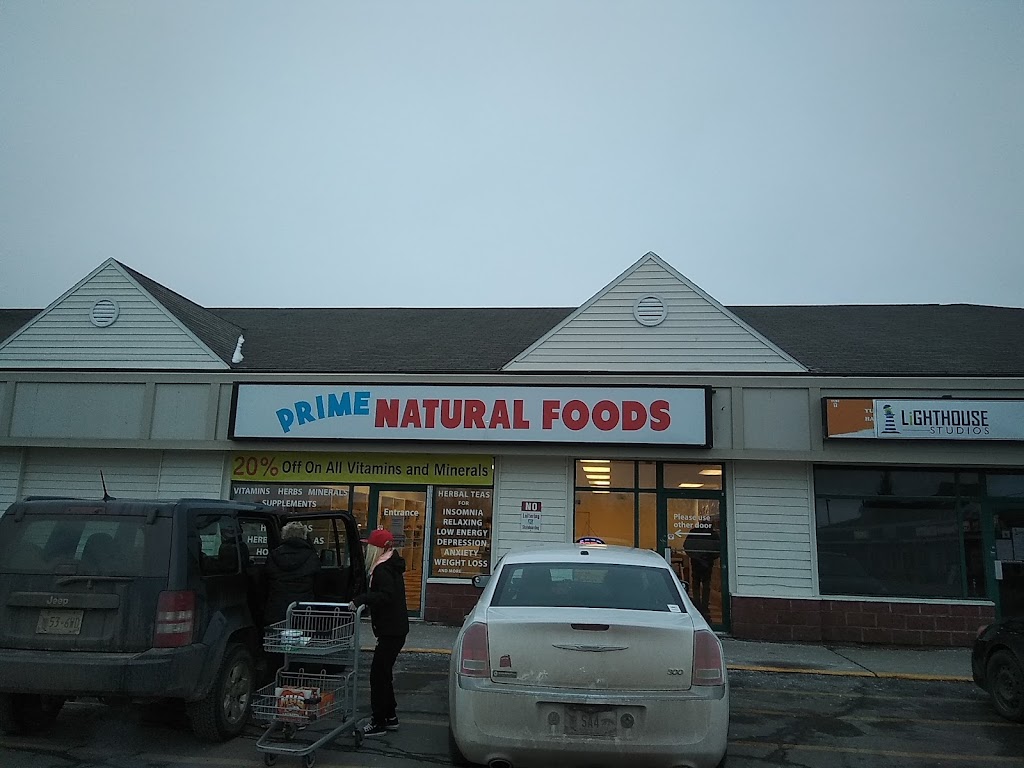 PRIME NATURAL FOODS
LiGHTHOUSE
STUDIOS
20% Off On All Vitamins and Minerals
VITAMINS HERBS MINERALS
SUPPLEMENTS
Entrance
HERBAL TEAS
FOR
INSOMNIA
RELAXING
LOW ENERGY
DEPRESSION
ANXIETY
WEIGHT LOSS
AND MORE
NO
Please use
other door
Jeep
300